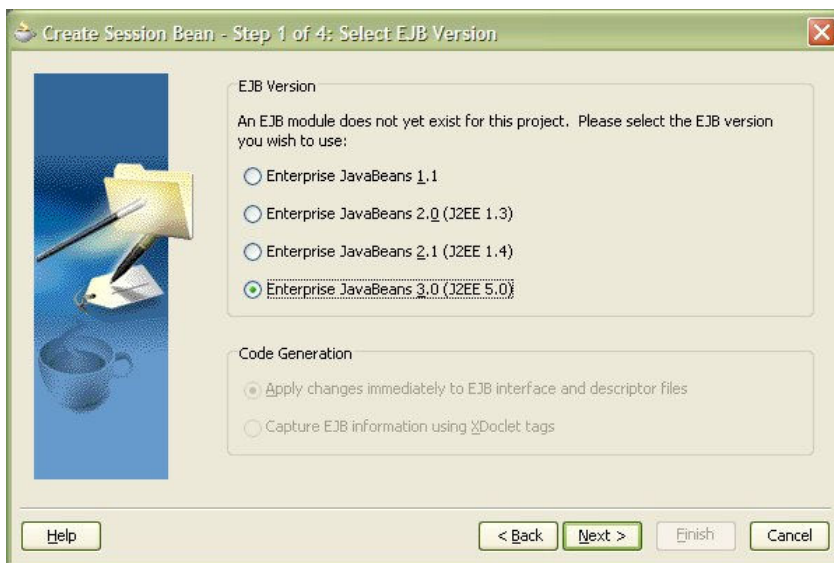 Create Session Bean - Step 1 of 4: Select EJB Version
EJB Version
An EJB module does not yet exist for this project. Please select the EJB version
you wish to use:
Enterprise JavaBeans 1.1
Enterprise JavaBeans 2.0 (J2EE 1.3)
Enterprise JavaBeans 2.1 (J2EE 1.4)
Enterprise JavaBeans 3.0 (J2EE 5.0)
Code Generation
Apply changes immediately to EJB interface and descriptor files
Capture EJB information using XDoclet tags
Help
< Back
Next >
Finish
Cancel